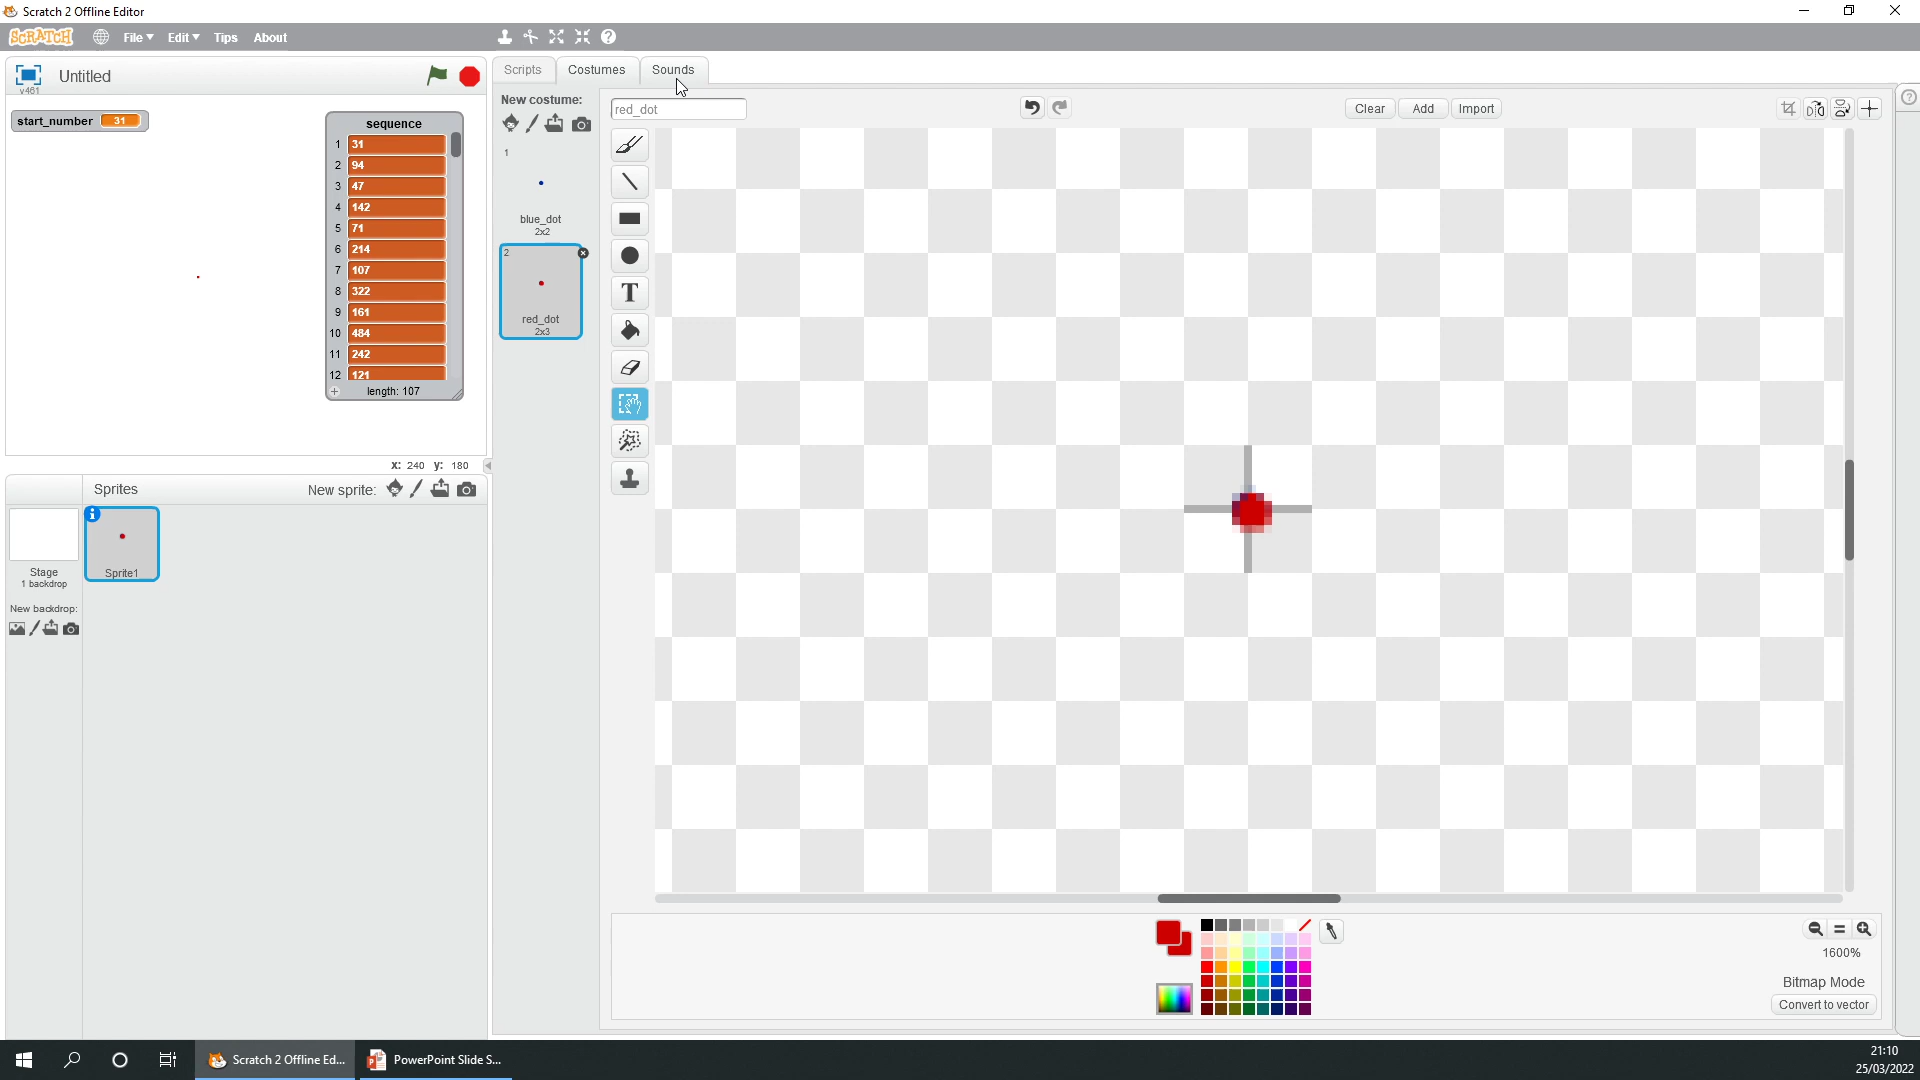 Scratch 2 Offline Editor
SCRATCH File Edit Tips About
v461 Untitled
start_number 31
sequence
1 31
2 94
3 47
4 142
5 71
6 214
7 107
8 322
9 161
10 484
11 242
12 121
length: 107
x: 240 y: 180
Sprites New sprite:
Stage
1 backdrop
New backdrop:
Sprite1
Scripts Costumes Sounds
New costume:
1
blue_dot
2x2
2
red_dot
2x3
red_dot
Clear Add Import
T
1600%
Bitmap Mode
Convert to vector
Scratch 2 Offline Ed...
PowerPoint Slide S...
21:10
25/03/2022